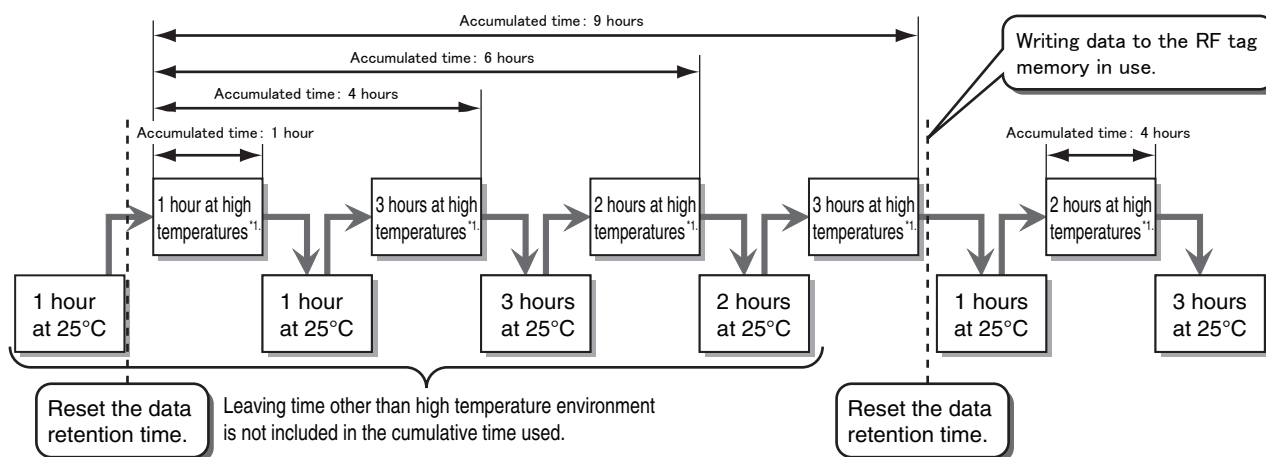 Accumulated time: 9 hours
Accumulated time: 6 hours
Accumulated time: 4 hours
Accumulated time: 1 hour
Writing data to the RF tag
memory in use.
Accumulated time: 4 hours
1 hour at high
temperatures*1.
3 hours at high
temperatures*1.
2 hours at high
temperatures*1.
3 hours at high
temperatures*1.
2 hours at high
temperatures*1.
1 hour
at 25°C
1 hour
at 25°C
3 hours
at 25°C
2 hours
at 25°C
1 hours
at 25°C
3 hours
at 25°C
Reset the data
retention time.
Leaving time other than high temperature environment
is not included in the cumulative time used.
Reset the data
retention time.